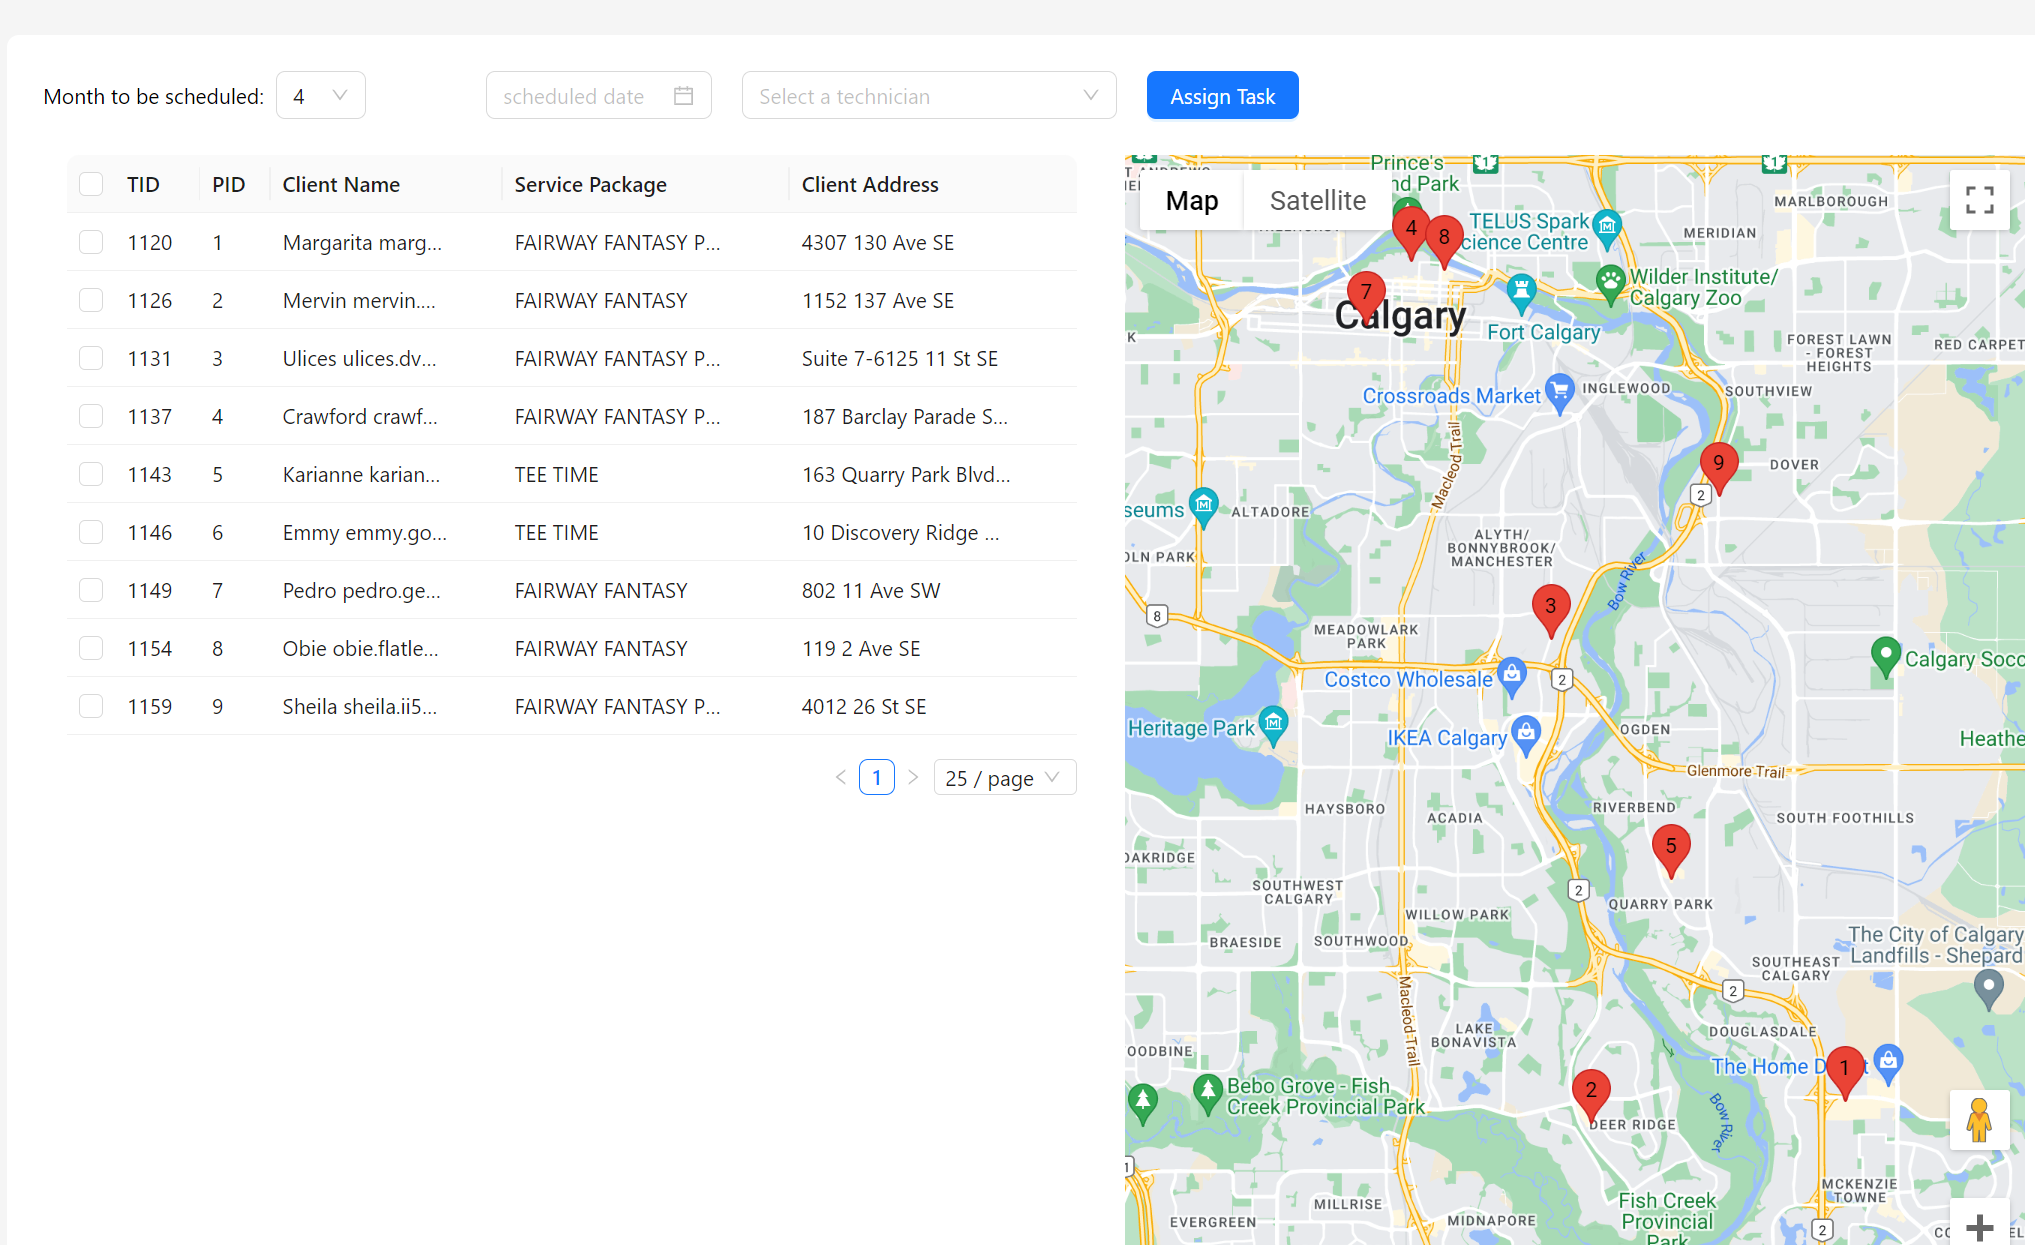 Month to be scheduled: 4 scheduled date Select a technician Assign Task
TID PID Client Name Service Package Client Address
1120 1 Margarita marg... FAIRWAY FANTASY P... 4307 130 Ave SE
1126 2 Mervin mervin.... FAIRWAY FANTASY 1152 137 Ave SE
1131 3 Ulices ulices.dv... FAIRWAY FANTASY P... Suite 7-6125 11 St SE
1137 4 Crawford crawf... FAIRWAY FANTASY P... 187 Barclay Parade S...
1143 5 Karianne karian... TEE TIME 163 Quarry Park Blvd...
1146 6 Emmy emmy.go... TEE TIME 10 Discovery Ridge ...
1149 7 Pedro pedro.ge... FAIRWAY FANTASY 802 11 Ave SW
1154 8 Obie obie.flatle... FAIRWAY FANTASY 119 2 Ave SE
1159 9 Sheila sheila.ii5... FAIRWAY FANTASY P... 4012 26 St SE
1 25 / page
Prince's
nd Park
1
1
Map Satellite
MARLBOROUGH
TELUS Spark
cience Centre
MERIDIAN
4
8
Wilder Institute/
Calgary Zoo
7
Calgary
Fort Calgary
K
FOREST LAWN
- FOREST
HEIGHTS
RED CARPET
Crossroads Market
INGLEWOOD
SOUTHVIEW
Macleod Trail
9
DOVER
2
seums
ALTADORE
ALYTH/
BONNYBROOK/
MANCHESTER
OLN PARK
Bow River
3
8
MEADOWLARK
PARK
Calgary Socc
Costco Wholesale
2
Heritage Park
IKEA Calgary
OGDEN
Heathe
Glenmore Trail
HAYSBORO
ACADIA
RIVERBEND
SOUTH FOOTHILLS
5
OAKRIDGE
SOUTHWEST
CALGARY
2
QUARRY PARK
WILLOW PARK
BRAESIDE
SOUTHWOOD
The City of Calgary
Landfills - Shepard
SOUTHEAST
CALGARY
2
Macleod Trail
LAKE
BONAVISTA
DOUGLASDALE
OODBINE
The Home D t
1
Bebo Grove - Fish
Creek Provincial Park
2
DEER RIDGE
Bow River
1
MCKENZIE
TOWNE
MILLRISE
Fish Creek
Provincial
Park
EVERGREEN
MIDNAPORE
2